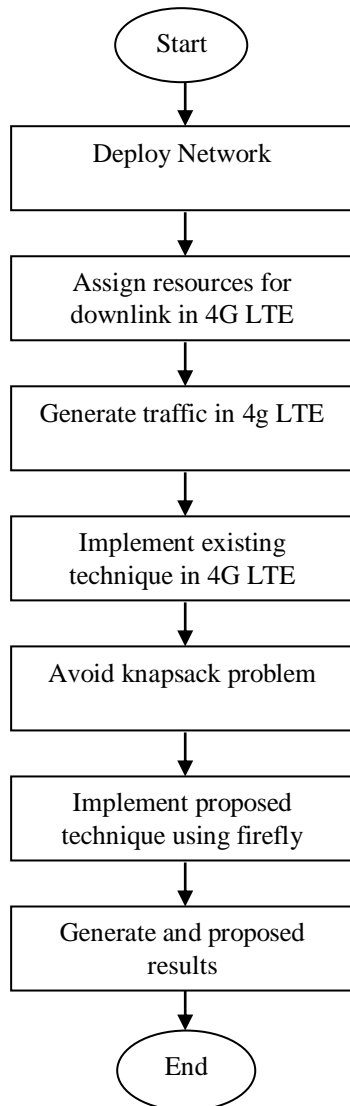 Start
Deploy Network
Assign resources for
downlink in 4G LTE
Generate traffic in 4g LTE
Implement existing
technique in 4G LTE
Avoid knapsack problem
Implement proposed
technique using firefly
Generate and proposed
results
End